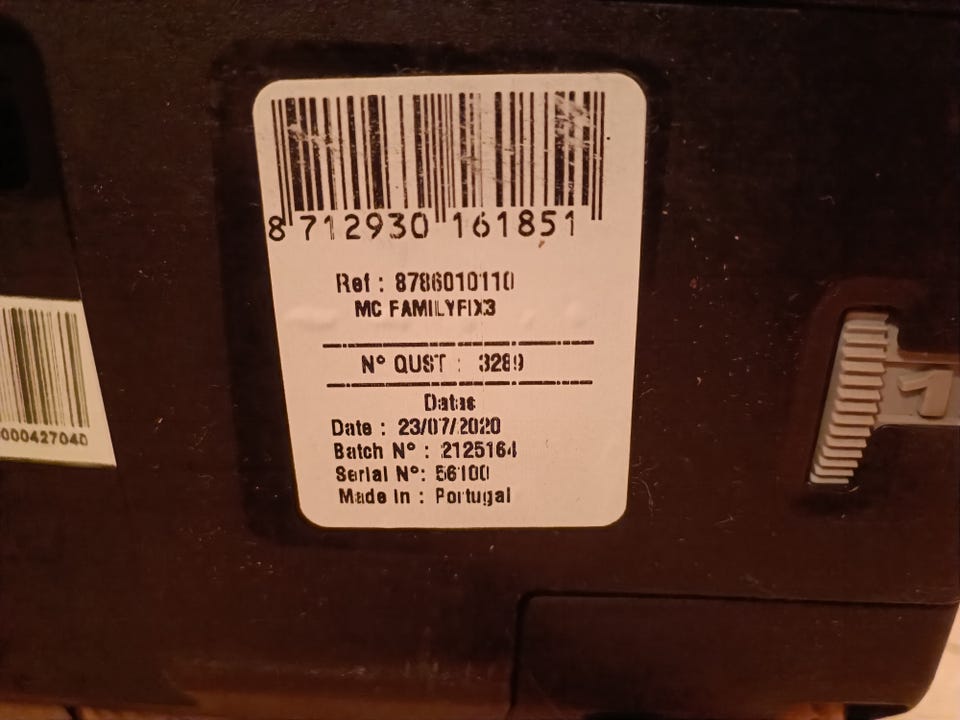 8 712930 161851
Ref : 8786010110
MC FAMILYFIX3
N° QUST : 3289
Datas
Date : 23/07/2020
Batch N° : 2125164
Serial N°: 56100
Made in : Portugal
000427040
1